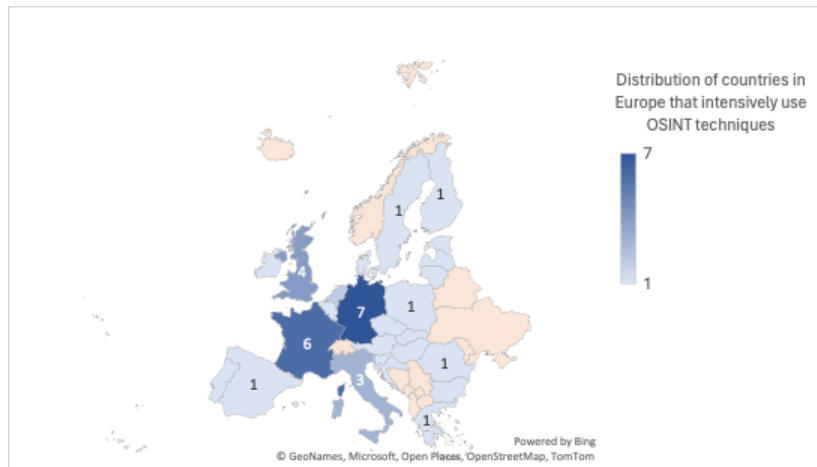 Distribution of countries in
Europe that intensively use
OSINT techniques
7
1
1
1
4
7
1
6
1
3
1
1
Powered by Bing
© GeoNames, Microsoft, Open Places, OpenStreetMap, TomTom